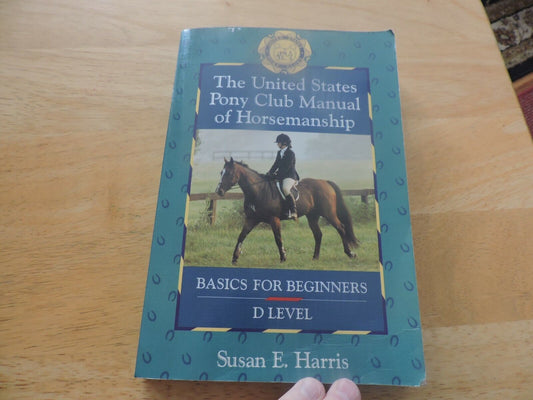 The United States
Pony Club Manual
of Horsemanship
BASICS FOR BEGINNERS
D LEVEL
Susan E. Harris